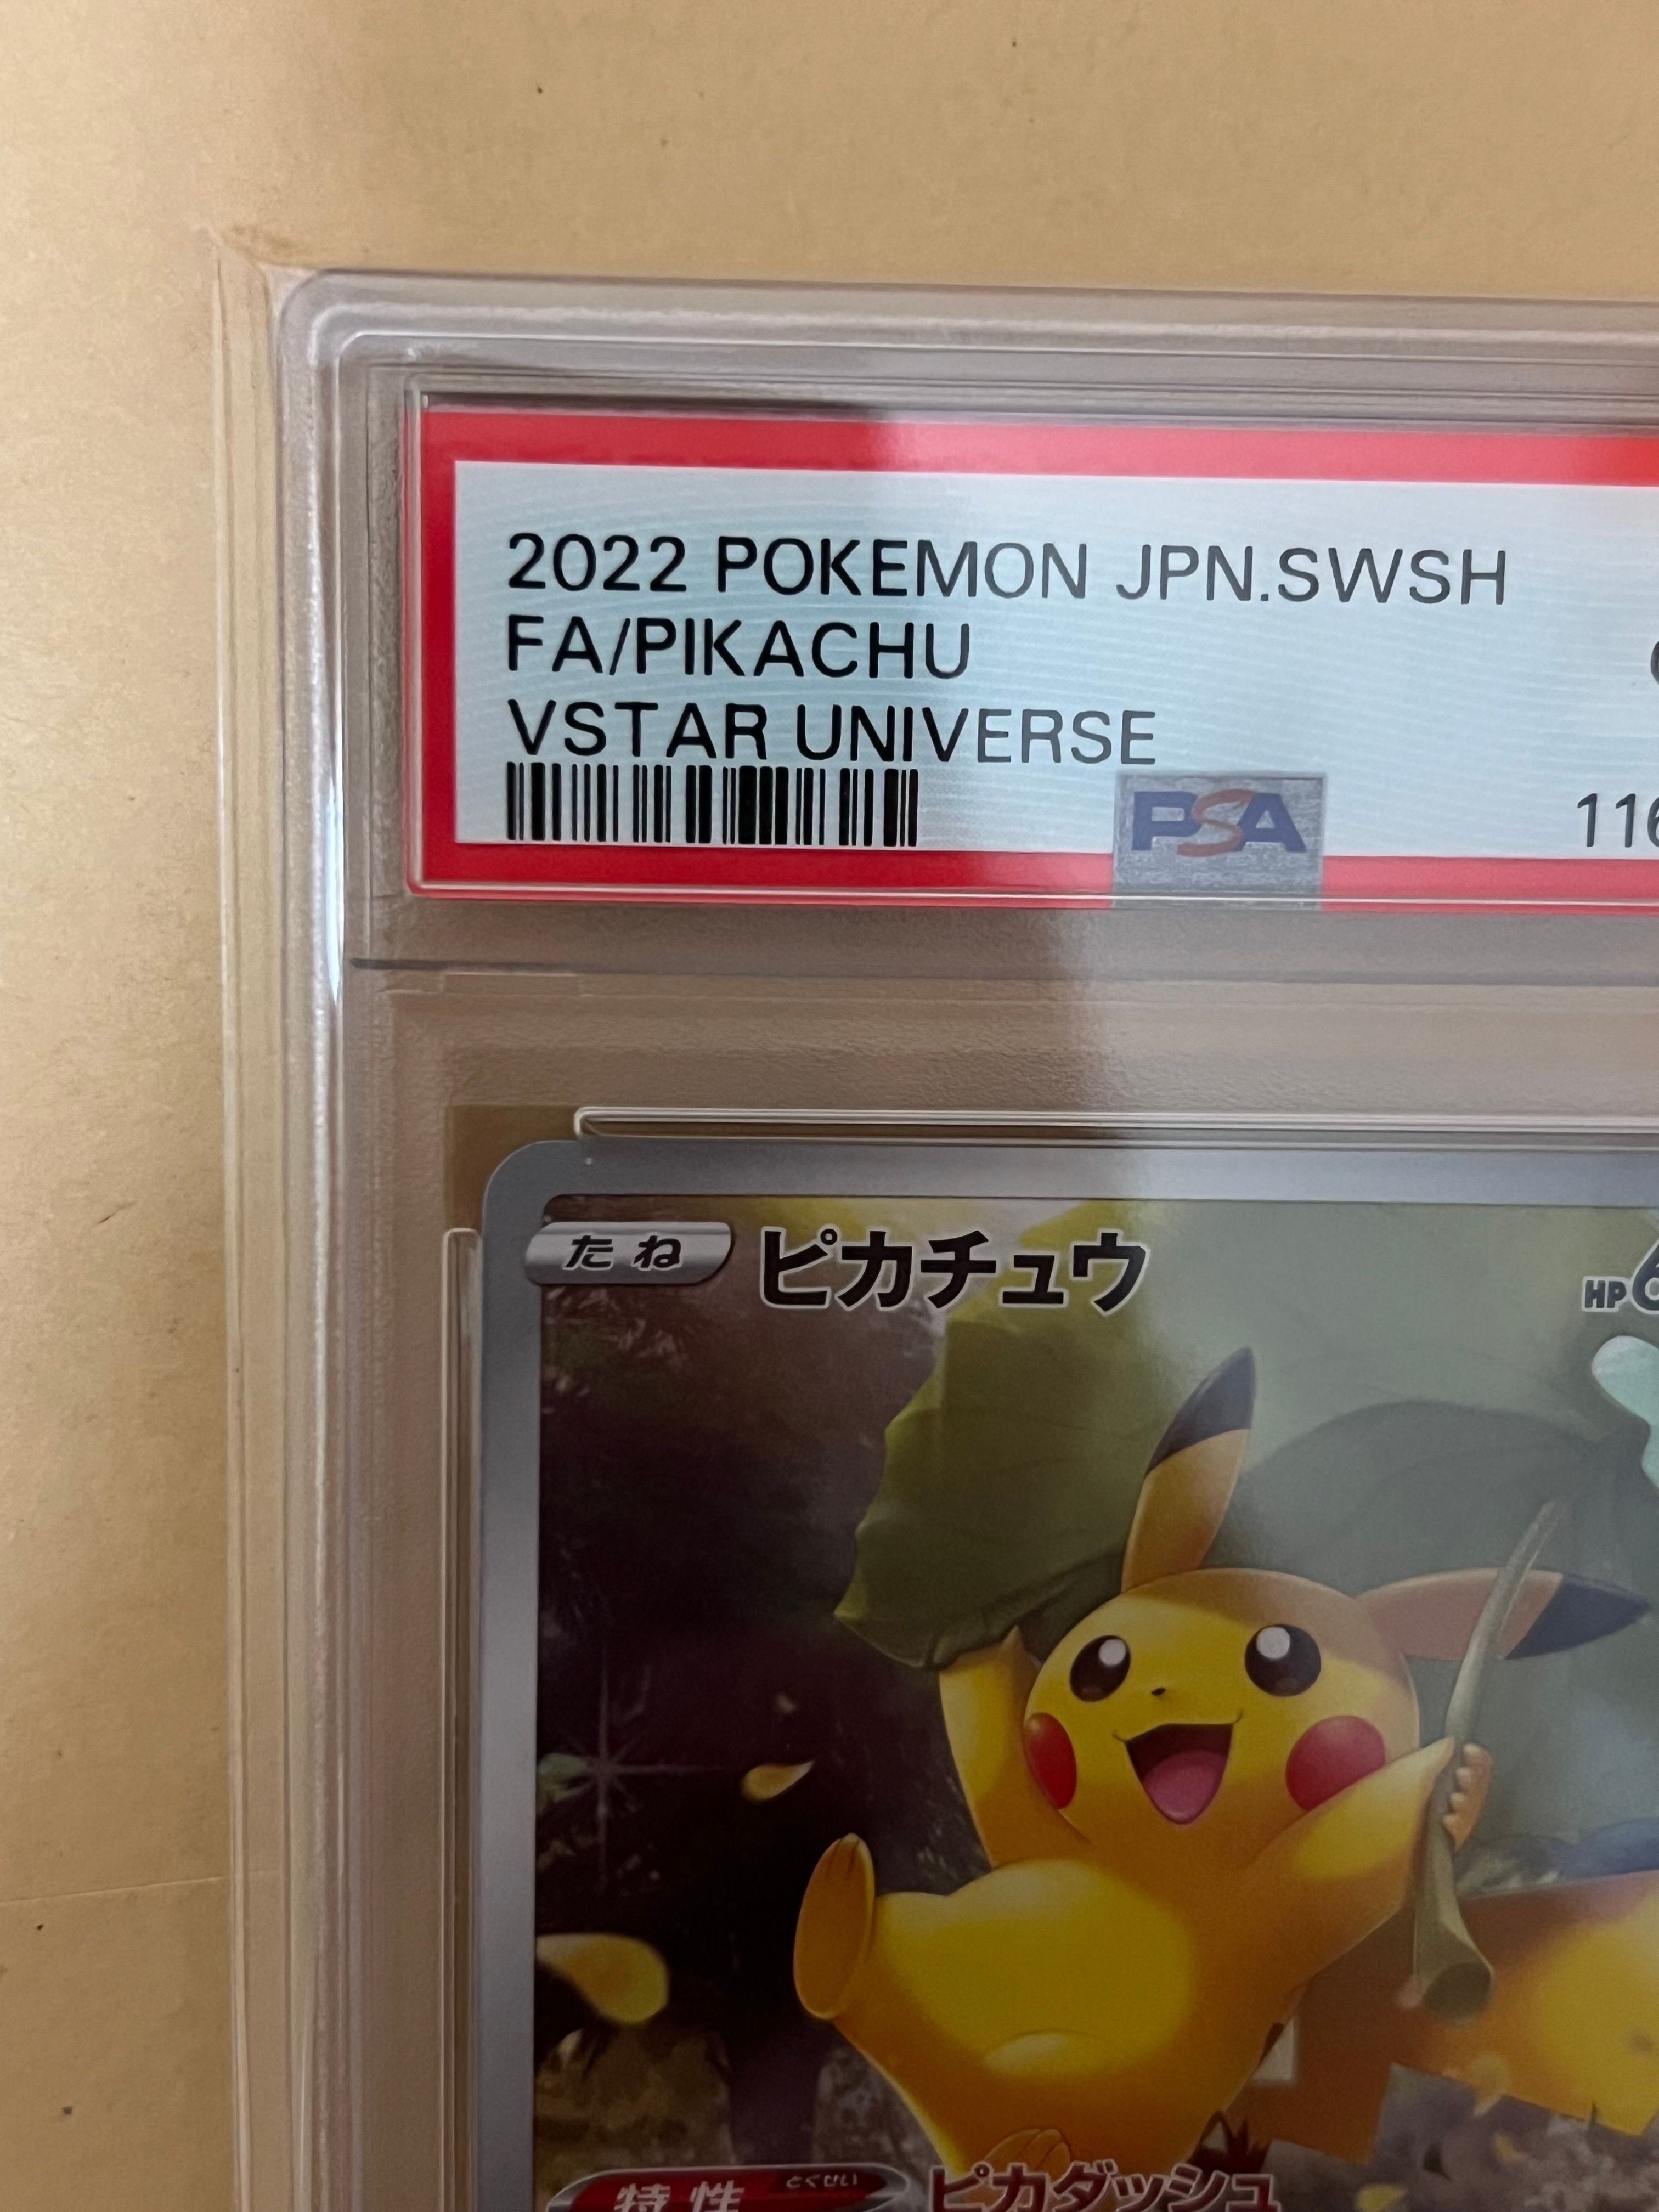 2022 POKEMON JPN.SWSH
FA/PIKACHU
VSTAR UNIVERSE
PSA
116
たね ピカチュウ HP
特性 とくせい ピカダッシュ